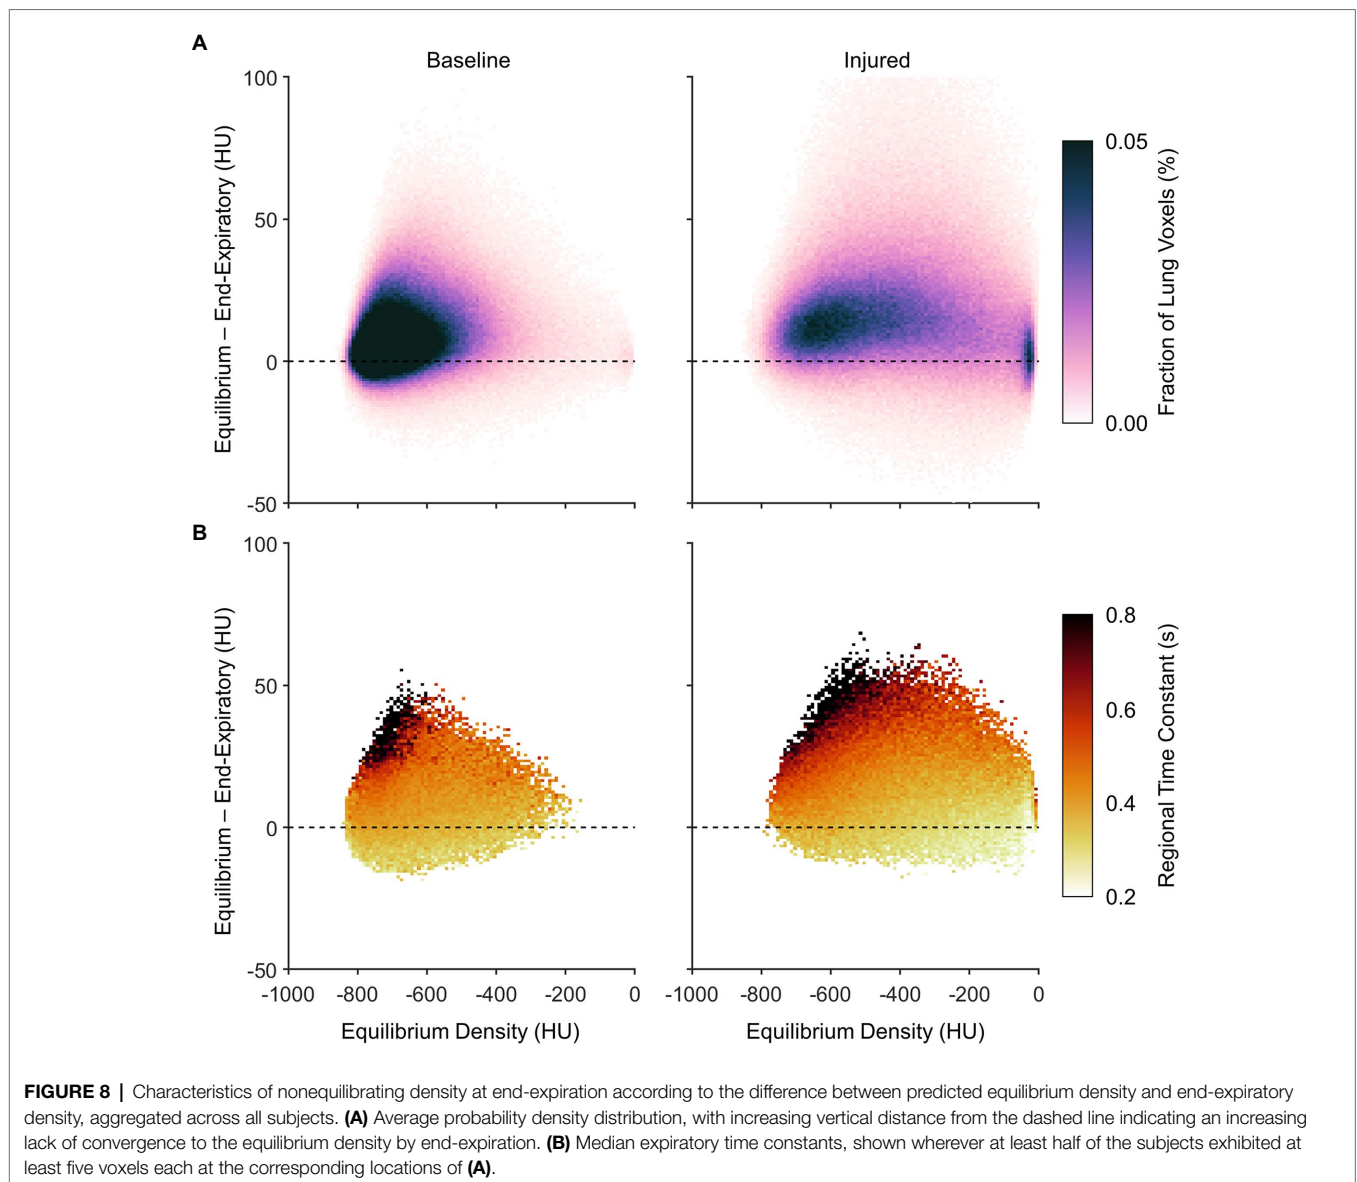 A
Baseline
Injured
100
50
0
-50
Equilibrium – End-Expiratory (HU)
0.05
0.00
Fraction of Lung Voxels (%)
B
100
50
0
-50
Equilibrium – End-Expiratory (HU)
0.8
0.6
0.4
0.2
Regional Time Constant (s)
-1000 -800 -600 -400 -200 0
-1000 -800 -600 -400 -200 0
Equilibrium Density (HU)
Equilibrium Density (HU)
FIGURE 8 | Characteristics of nonequilibrating density at end-expiration according to the difference between predicted equilibrium density and end-expiratory
density, aggregated across all subjects. (A) Average probability density distribution, with increasing vertical distance from the dashed line indicating an increasing
lack of convergence to the equilibrium density by end-expiration. (B) Median expiratory time constants, shown wherever at least half of the subjects exhibited at
least five voxels each at the corresponding locations of (A).